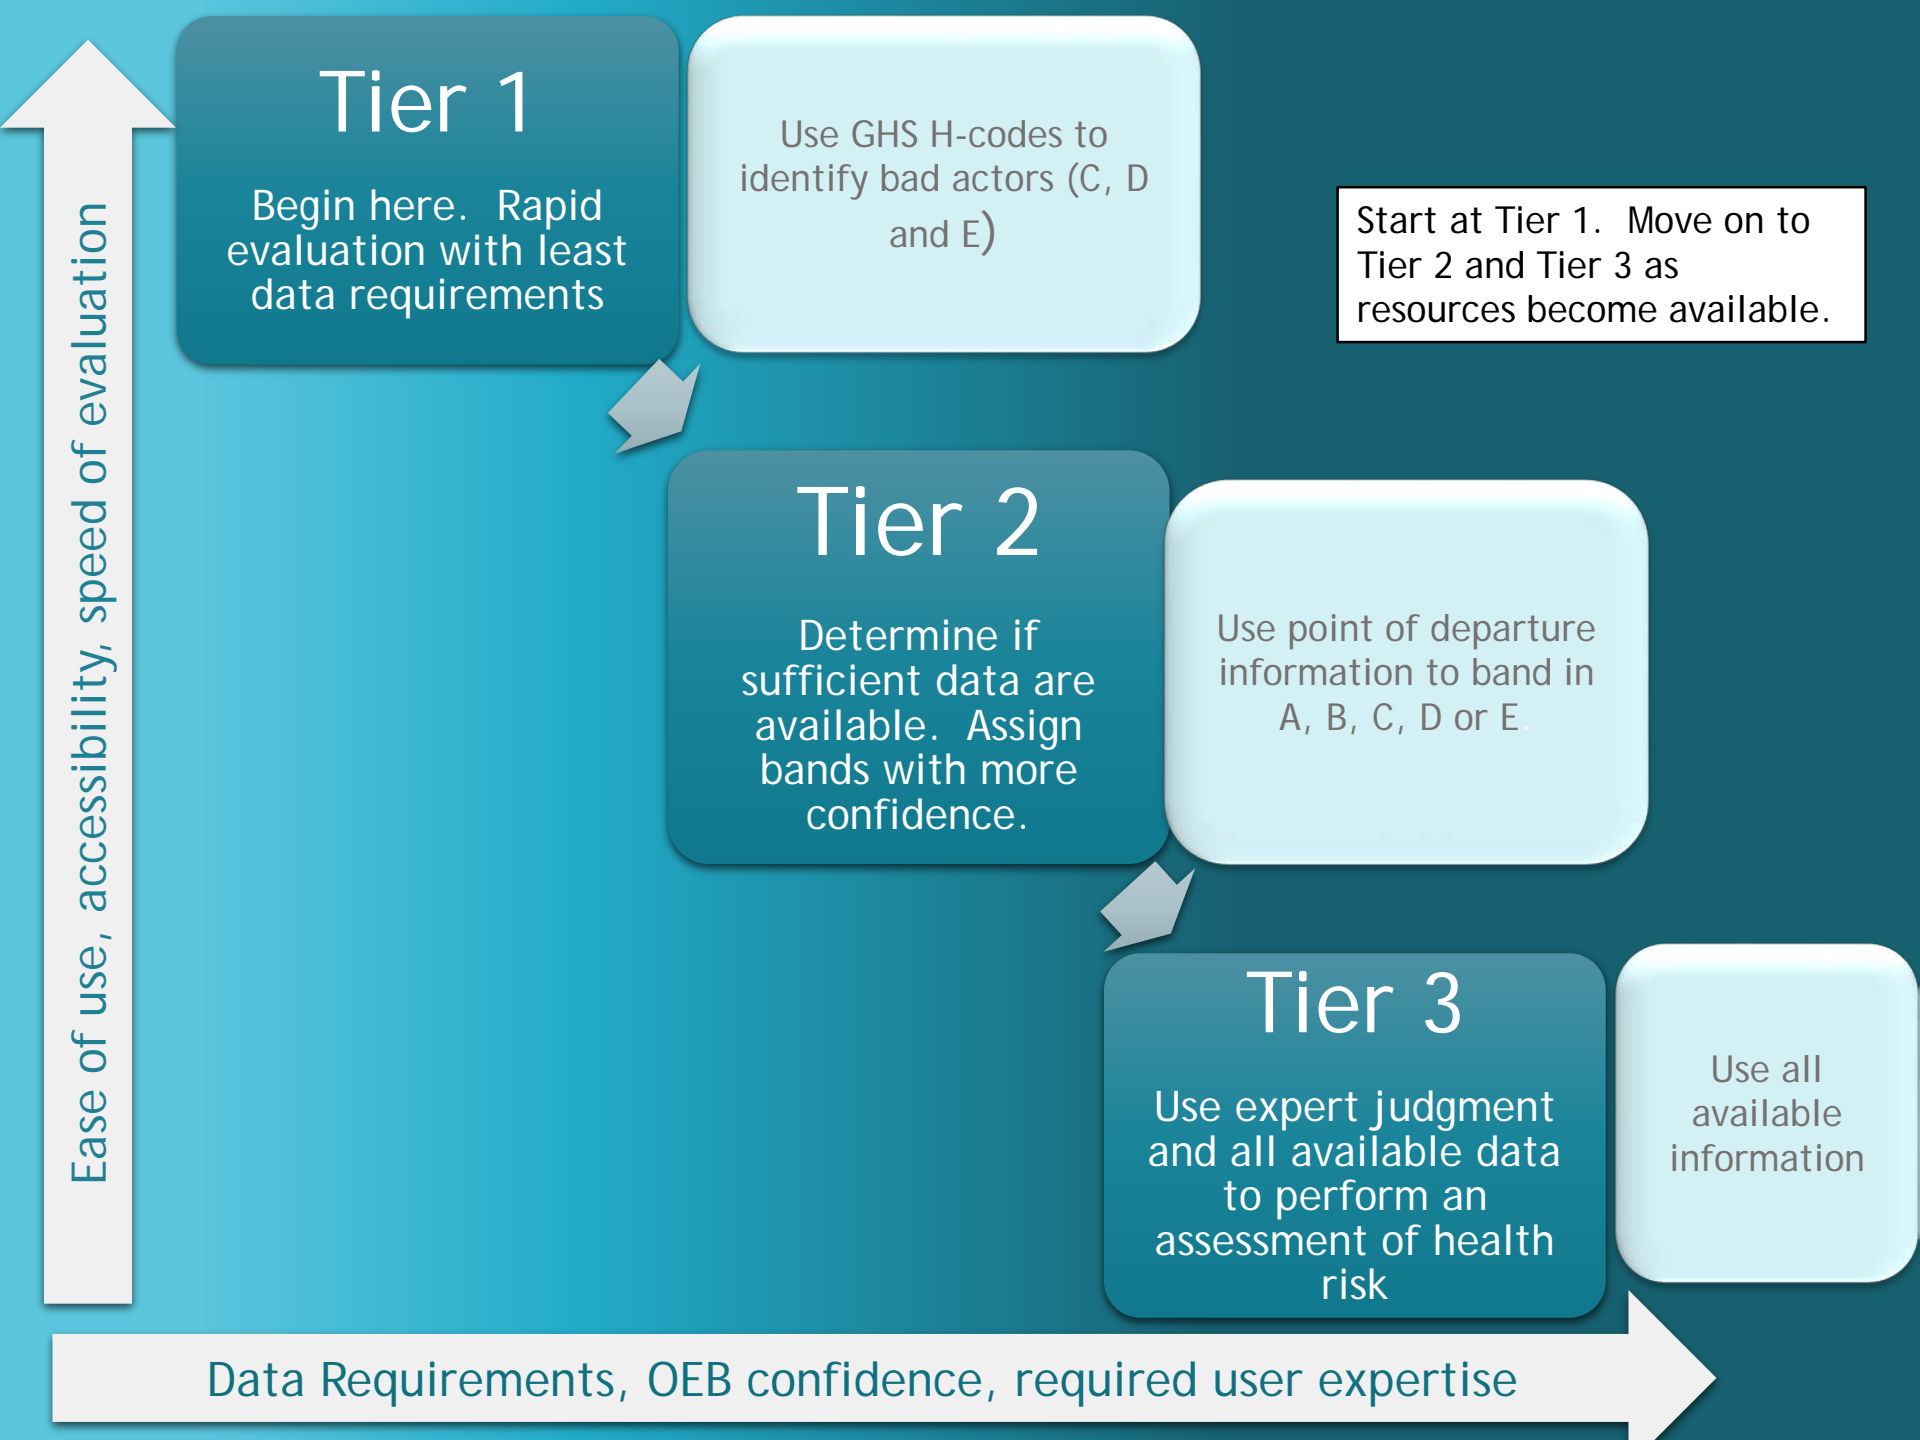 Tier 1
Begin here. Rapid
evaluation with least
data requirements
Use GHS H-codes to
identify bad actors (C, D
and E)
Start at Tier 1. Move on to
Tier 2 and Tier 3 as
resources become available.
Tier 2
Determine if
sufficient data are
available. Assign
bands with more
confidence.
Use point of departure
information to band in
A, B, C, D or E.
Tier 3
Use expert judgment
and all available data
to perform an
assessment of health
risk
Use all
available
information
Ease of use, accessibility, speed of evaluation
Data Requirements, OEB confidence, required user expertise